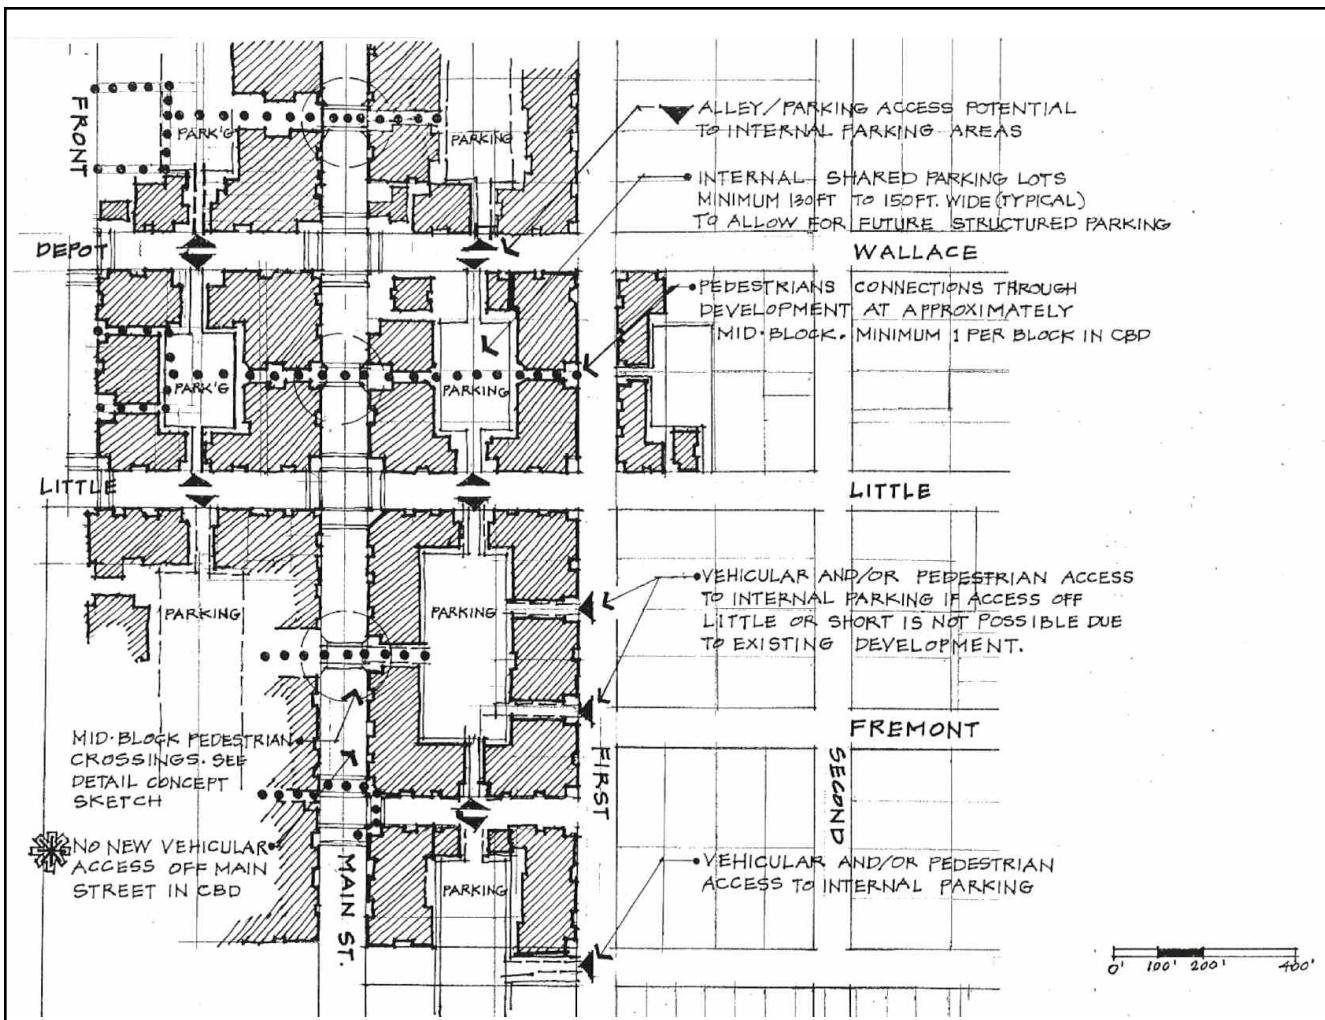 FRONT
PARK'G
PARKING
ALLEY/PARKING ACCESS POTENTIAL
TO INTERNAL PARKING AREAS
INTERNAL SHARED PARKING LOTS
MINIMUM 130FT TO 150FT. WIDE (TYPICAL)
TO ALLOW FOR FUTURE STRUCTURED PARKING
DEPOT
WALLACE
PEDESTRIANS CONNECTIONS THROUGH
DEVELOPMENT AT APPROXIMATELY
MID·BLOCK. MINIMUM 1 PER BLOCK IN CBD
PARK'G
PARKING
LITTLE
LITTLE
PARKING
PARKING
VEHICULAR AND/OR PEDESTRIAN ACCESS
TO INTERNAL PARKING IF ACCESS OFF
LITTLE OR SHORT IS NOT POSSIBLE DUE
TO EXISTING DEVELOPMENT.
MID·BLOCK PEDESTRIAN
CROSSINGS. SEE
DETAIL CONCEPT
SKETCH
FREMONT
FIRST
SECOND
NO NEW VEHICULAR
ACCESS OFF MAIN
STREET IN CBD
MAIN ST.
PARKING
VEHICULAR AND/OR PEDESTRIAN
ACCESS TO INTERNAL PARKING
0' 100' 200' 400'